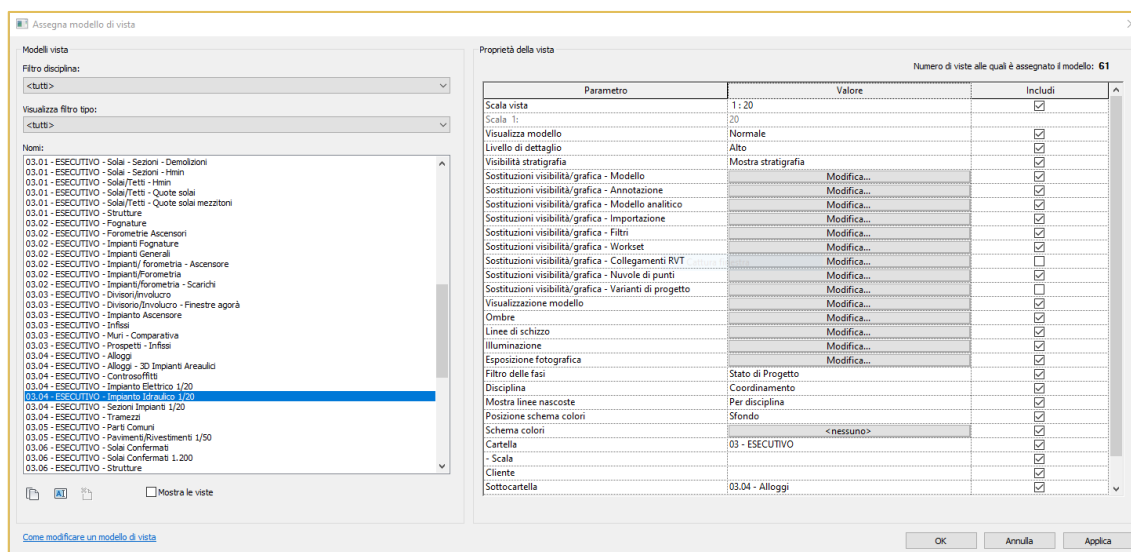 Assegna modello di vista
Modelli vista
Filtro disciplina:
<tutti>
Visualizza filtro tipo:
<tutti>
Nomi:
03.01 - ESECUTIVO - Solai - Sezioni - Demolizioni
03.01 - ESECUTIVO - Solai - Sezioni - Hmin
03.01 - ESECUTIVO - Solai/Tetti - Hmin
03.01 - ESECUTIVO - Solai/Tetti - Quote solai
03.01 - ESECUTIVO - Solai/Tetti - Quote solai mezzitoni
03.01 - ESECUTIVO - Strutture
03.02 - ESECUTIVO - Fognature
03.02 - ESECUTIVO - Forometrie Ascensori
03.02 - ESECUTIVO - Impianti Fognature
03.02 - ESECUTIVO - Impianti Generali
03.02 - ESECUTIVO - Impianti/ forometria - Ascensore
03.02 - ESECUTIVO - Impianti/Forometria
03.02 - ESECUTIVO - Impianti/forometria - Scarichi
03.03 - ESECUTIVO - Divisori/involucro
03.03 - ESECUTIVO - Divisorio/Involucro - Finestre agorà
03.03 - ESECUTIVO - Impianto Ascensore
03.03 - ESECUTIVO - Infissi
03.03 - ESECUTIVO - Muri - Comparativa
03.03 - ESECUTIVO - Prospetti - Infissi
03.04 - ESECUTIVO - Alloggi
03.04 - ESECUTIVO - Alloggi - 3D Impianti Areaulici
03.04 - ESECUTIVO - Controsoffitti
03.04 - ESECUTIVO - Impianto Elettrico 1/20
03.04 - ESECUTIVO - Impianto Idraulico 1/20
03.04 - ESECUTIVO - Sezioni Impianti 1/20
03.04 - ESECUTIVO - Tramezzi
03.05 - ESECUTIVO - Parti Comuni
03.05 - ESECUTIVO - Pavimenti/Rivestimenti 1/50
03.06 - ESECUTIVO - Solai Confermati
03.06 - ESECUTIVO - Solai Confermati 1.200
03.06 - ESECUTIVO - Strutture
Mostra le viste
Come modificare un modello di vista
Proprietà della vista
Numero di viste alle quali è assegnato il modello: 61
Parametro Valore Includi
Scala vista 1 : 20
Scala 1: 20
Visualizza modello Normale
Livello di dettaglio Alto
Visibilità stratigrafia Mostra stratigrafia
Sostituzioni visibilità/grafica - Modello Modifica...
Sostituzioni visibilità/grafica - Annotazione Modifica...
Sostituzioni visibilità/grafica - Modello analitico Modifica...
Sostituzioni visibilità/grafica - Importazione Modifica...
Sostituzioni visibilità/grafica - Filtri Modifica...
Sostituzioni visibilità/grafica - Workset Modifica...
Sostituzioni visibilità/grafica - Collegamenti RVT Modifica...
Sostituzioni visibilità/grafica - Nuvole di punti Modifica...
Sostituzioni visibilità/grafica - Varianti di progetto Modifica...
Visualizzazione modello Modifica...
Ombre Modifica...
Linee di schizzo Modifica...
Illuminazione Modifica...
Esposizione fotografica Modifica...
Filtro delle fasi Stato di Progetto
Disciplina Coordinamento
Mostra linee nascoste Per disciplina
Posizione schema colori Sfondo
Schema colori <nessuno>
Cartella 03 - ESECUTIVO
- Scala
Cliente
Sottocartella 03.04 - Alloggi
OK Annulla Applica